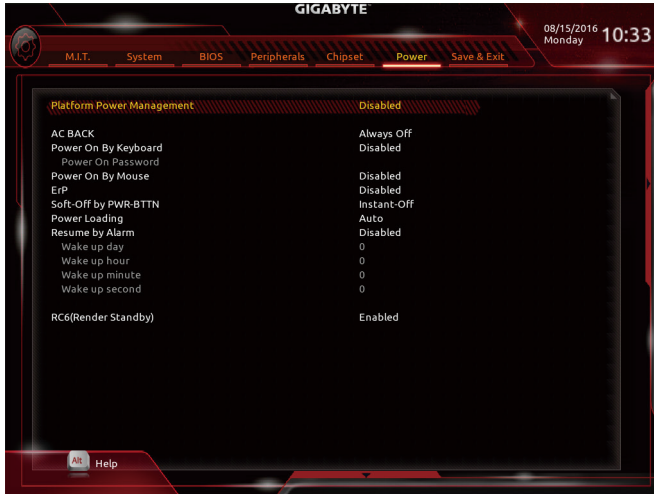 GIGABYTE™
08/15/2016 10:33
Monday
M.I.T. System BIOS Peripherals Chipset Power Save & Exit
Platform Power Management Disabled
AC BACK Always Off
Power On By Keyboard Disabled
Power On Password
Power On By Mouse Disabled
ErP Disabled
Soft-Off by PWR-BTTN Instant-Off
Power Loading Auto
Resume by Alarm Disabled
Wake up day 0
Wake up hour 0
Wake up minute 0
Wake up second 0
RC6(Render Standby) Enabled
Alt Help